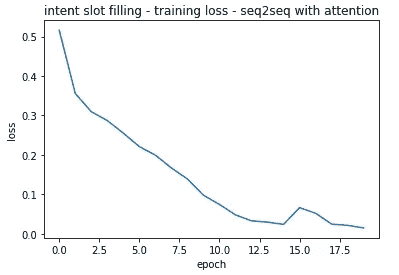 intent slot filling - training loss - seq2seq with attention
0.5
0.4
0.3
0.2
0.1
0.0
loss
0.0 2.5 5.0 7.5 10.0 12.5 15.0 17.5
epoch